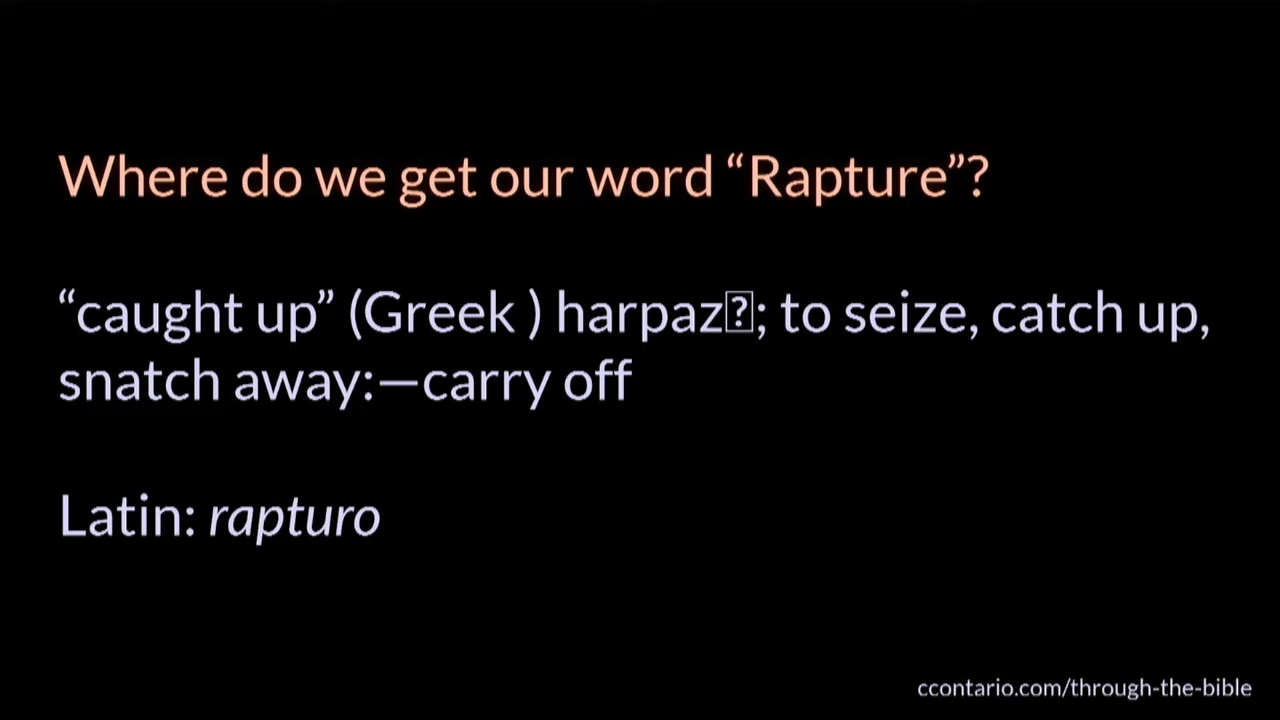 Where do we get our word “Rapture”?
“caught up” (Greek ) harpaz⍰; to seize, catch up,
snatch away:—carry off
Latin: rapturo
ccontario.com/through-the-bible